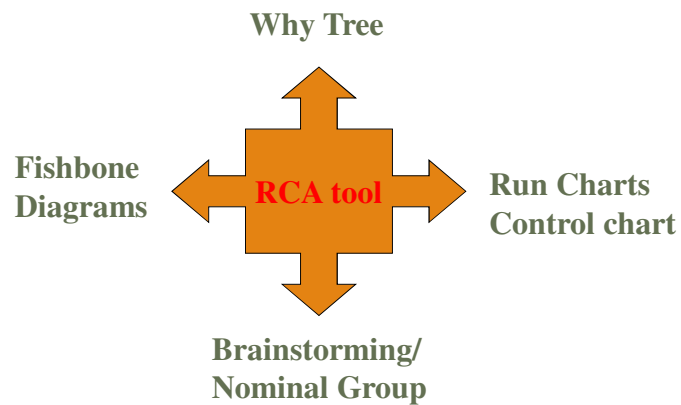 Why Tree
Fishbone
Diagrams
RCA tool
Run Charts
Control chart
Brainstorming/
Nominal Group